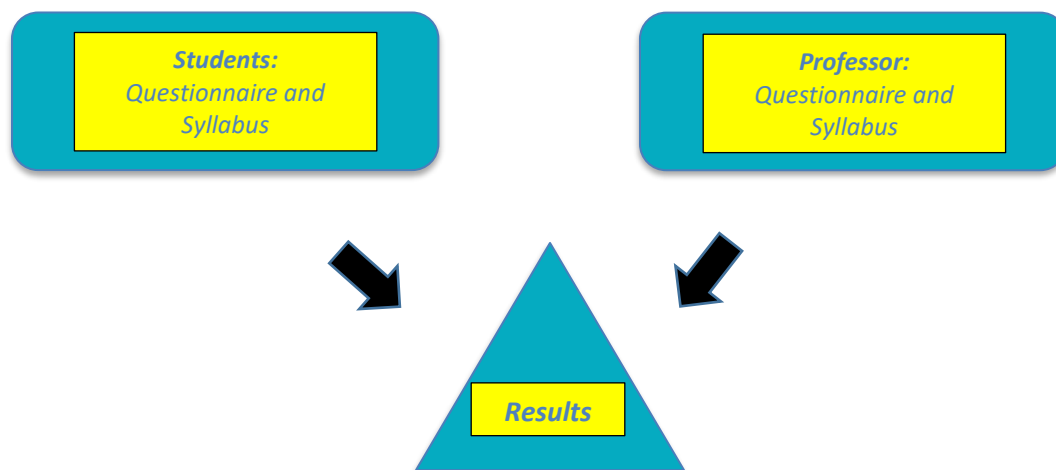 Students:
Questionnaire and
Syllabus
Professor:
Questionnaire and
Syllabus
Results